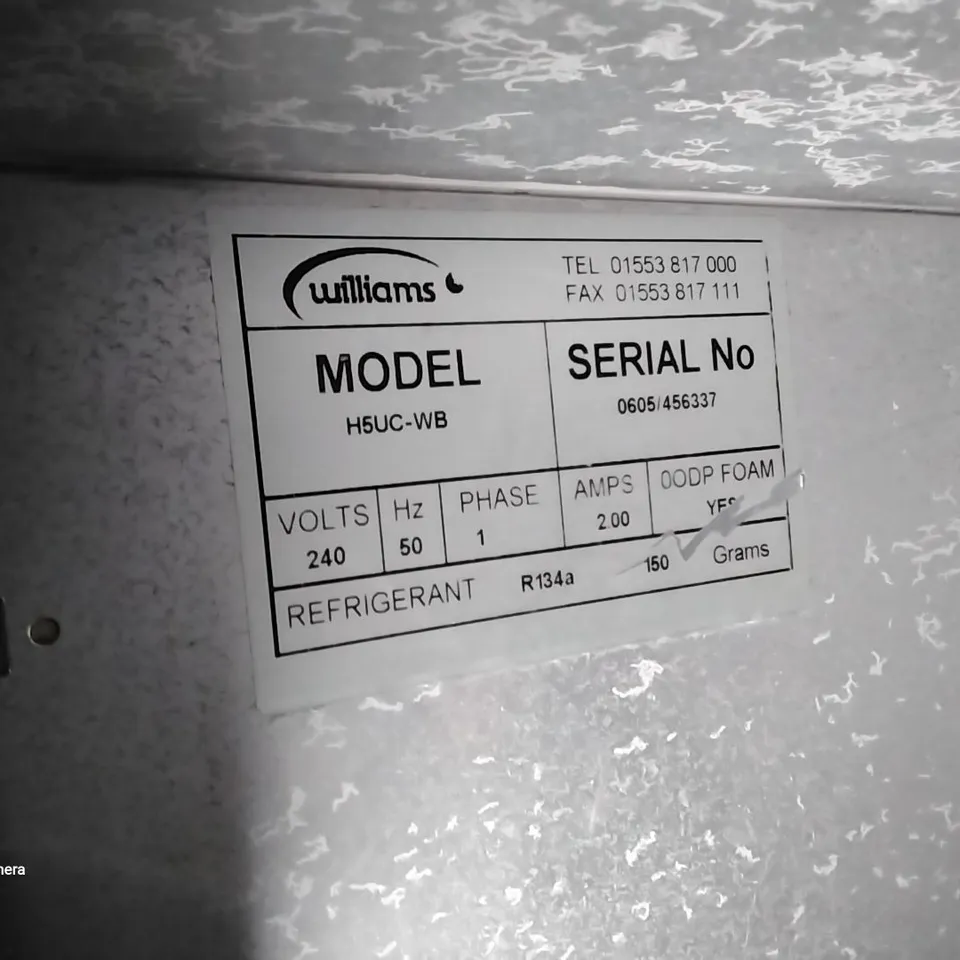 williams
TEL 01553 817 000
FAX 01553 817 111
MODEL
H5UC-WB
SERIAL No
0605/456337
VOLTS
240
Hz
50
PHASE
1
AMPS
2.00
0ODP FOAM
YES
REFRIGERANT R134a 150 Grams